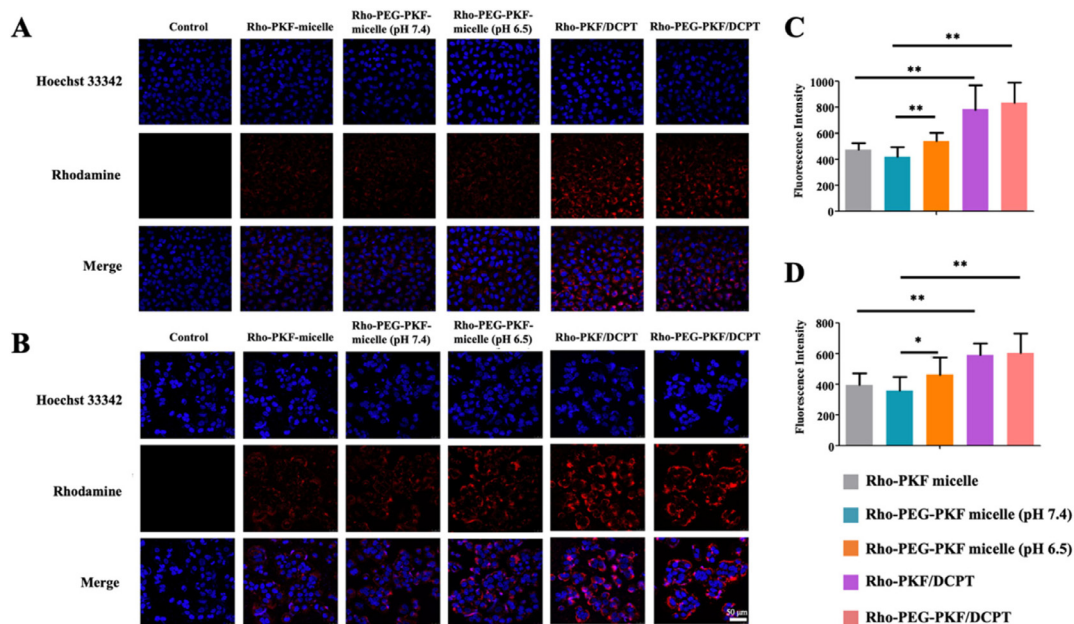 A
Control
Rho-PKF-micelle
Rho-PEG-PKF-
micelle (pH 7.4)
Rho-PEG-PKF-
micelle (pH 6.5)
Rho-PKF/DCPT
Rho-PEG-PKF/DCPT
Hoechst 33342
Rhodamine
Merge
B
Control
Rho-PKF-micelle
Rho-PEG-PKF-
micelle (pH 7.4)
Rho-PEG-PKF-
micelle (pH 6.5)
Rho-PKF/DCPT
Rho-PEG-PKF/DCPT
Hoechst 33342
Rhodamine
Merge
50 μm
C
**
**
**
Fluorescence Intensity
1000
800
600
400
200
0
D
**
**
*
Fluorescence Intensity
800
600
400
200
0
Rho-PKF micelle
Rho-PEG-PKF micelle (pH 7.4)
Rho-PEG-PKF micelle (pH 6.5)
Rho-PKF/DCPT
Rho-PEG-PKF/DCPT